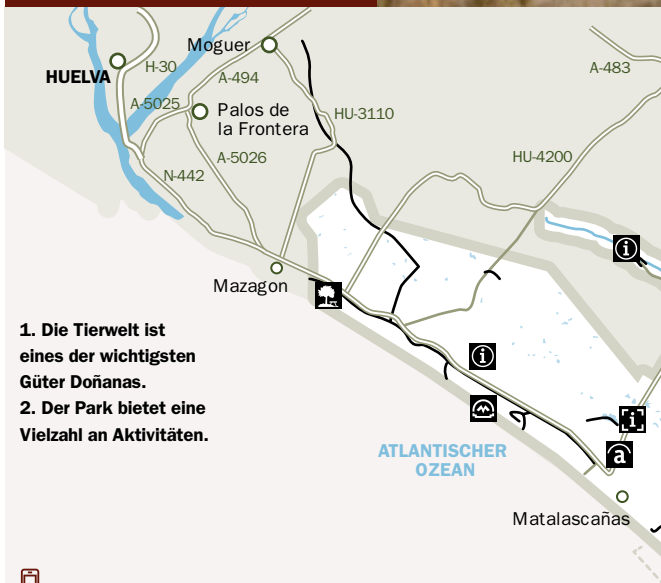 Moguer
HUELVA
H-30
A-494
A-483
A-5025
Palos de
la Frontera
HU-3110
A-5026
HU-4200
N-442
i
Mazagon
1. Die Tierwelt ist
eines der wichtigsten
Güter Doñanas.
2. Der Park bietet eine
Vielzahl an Aktivitäten.
i
i
ATLANTISCHER
OZEAN
a
Matalascañas